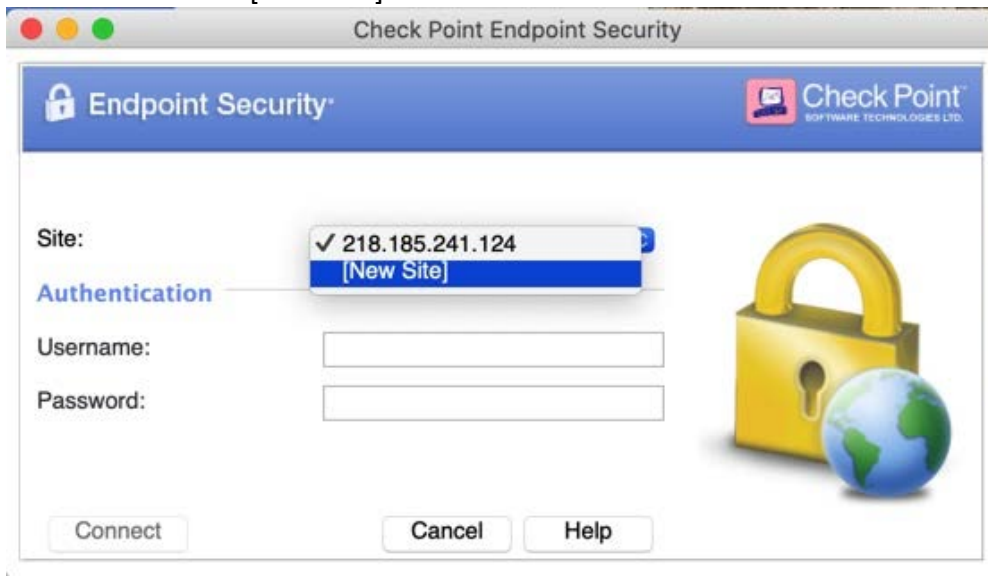 Check Point Endpoint Security
Endpoint Security
Check Point
SOFTWARE TECHNOLOGIES LTD.
Site:
✓ 218.185.241.124
[New Site]
Authentication
Username:
Password:
Connect
Cancel
Help